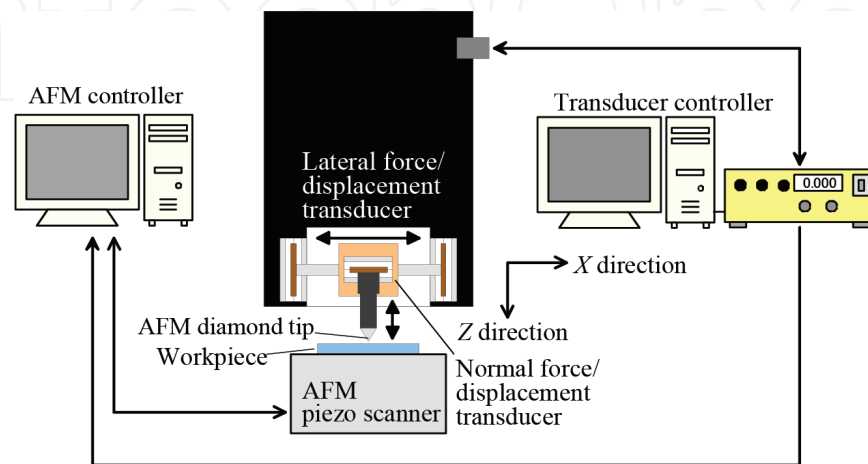 AFM controller
Transducer controller
0.000
Lateral force/
displacement
transducer
X direction
Z direction
AFM diamond tip
Workpiece
Normal force/
displacement
transducer
AFM
piezo scanner